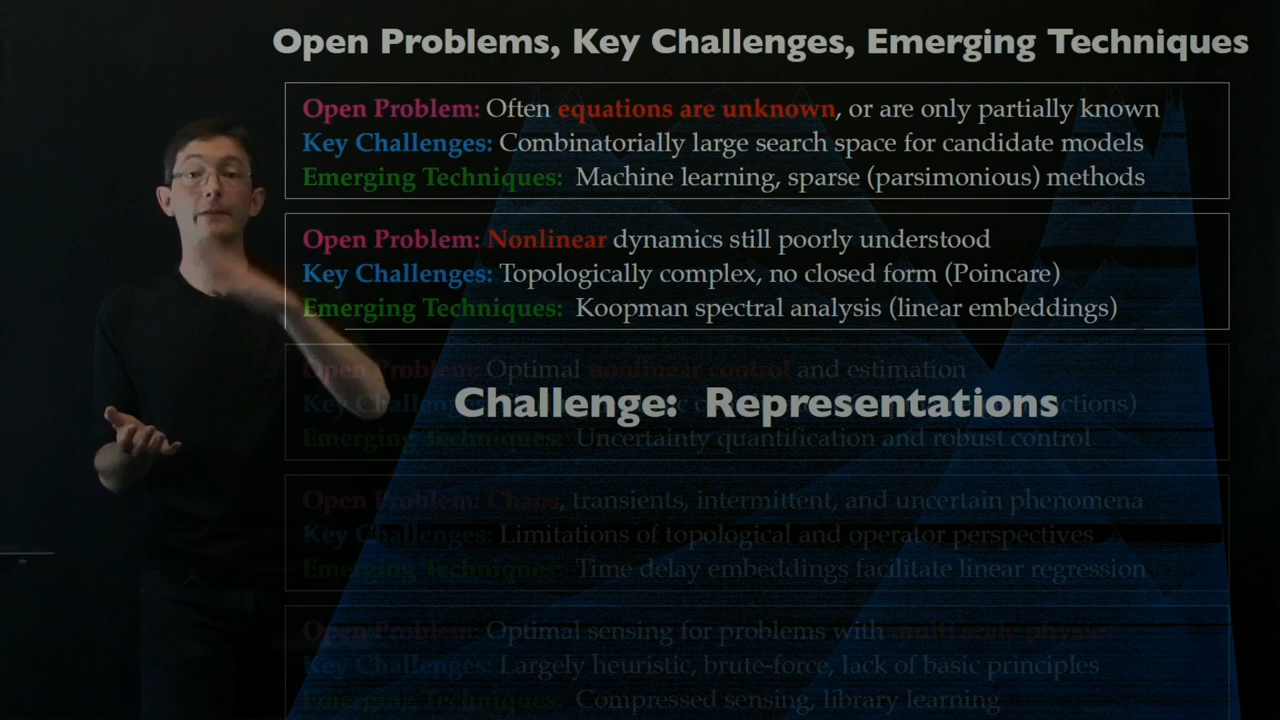 Open Problems, Key Challenges, Emerging Techniques
Open Problem: Often equations are unknown, or are only partially known
Key Challenges: Combinatorially large search space for candidate models
Emerging Techniques: Machine learning, sparse (parsimonious) methods
Open Problem: Nonlinear dynamics still poorly understood
Key Challenges: Topologically complex, no closed form (Poincare)
Emerging Techniques: Koopman spectral analysis (linear embeddings)
Open Problem: Optimal nonlinear control and estimation
Challenge: Representations
Emerging Techniques: Uncertainty quantification and robust control
Open Problem: Chaos, transients, intermittent, and uncertain phenomena
Key Challenges: Limitations of topological and operator perspectives
Emerging Techniques: Time delay embeddings facilitate linear regression
Open Problem: Optimal sensing for problems with multi scale physics
Key Challenges: Largely heuristic, brute-force, lack of basic principles
Emerging Techniques: Compressed sensing, library learning